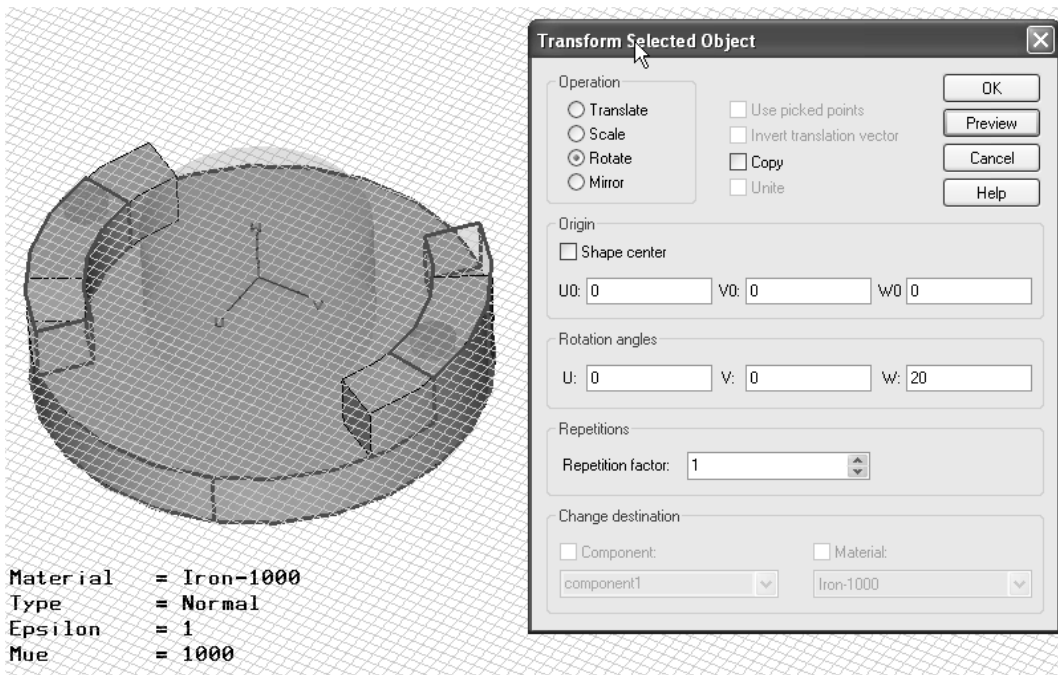 Transform Selected Object
Operation
Translate
Scale
Rotate
Mirror
Use picked points
Invert translation vector
Copy
Unite
OK
Preview
Cancel
Help
Origin
Shape center
U0: 0 V0: 0 W0 0
Rotation angles
U: 0 V: 0 W: 20
Repetitions
Repetition factor: 1
Change destination
Component: Material:
component1 Iron-1000
W
V
U
Material = Iron-1000
Type = Normal
Epsilon = 1
Mue = 1000